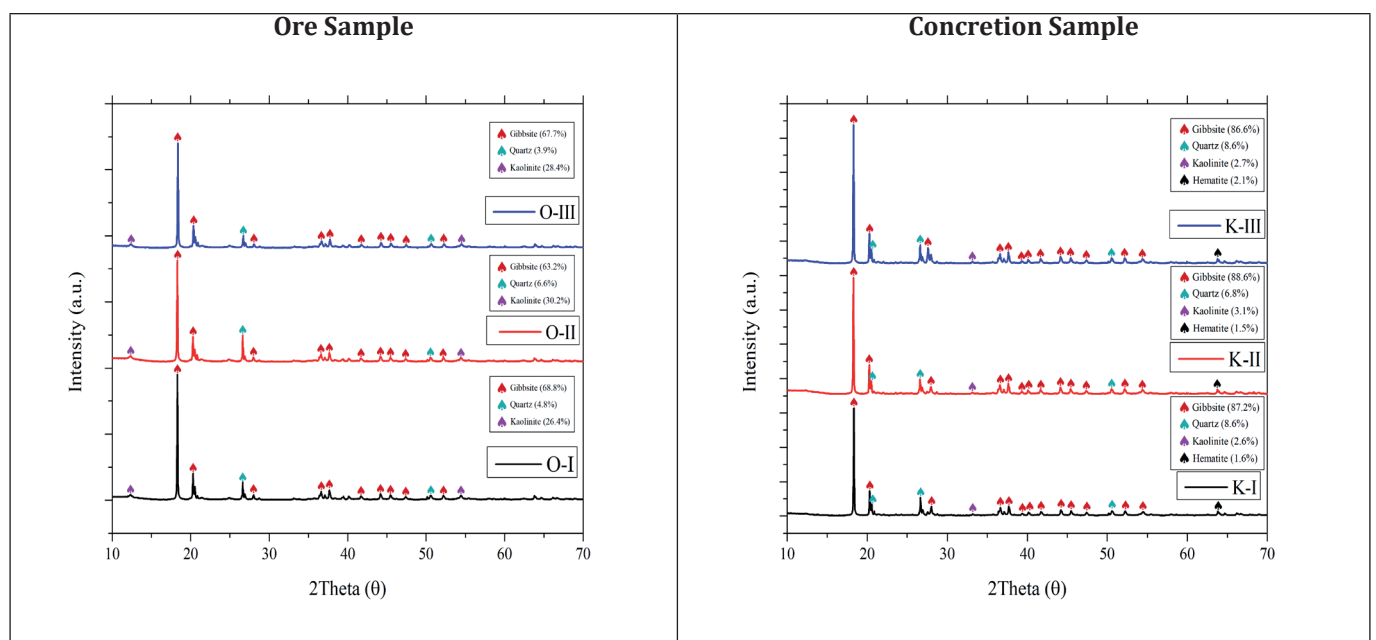 Ore Sample
Gibbsite (67.7%)
Quartz (3.9%)
Kaolinite (28.4%)
O-III
Gibbsite (63.2%)
Quartz (6.6%)
Kaolinite (30.2%)
O-II
Gibbsite (68.8%)
Quartz (4.8%)
Kaolinite (26.4%)
O-I
Intensity (a.u.)
10 20 30 40 50 60 70
2Theta (θ)
Concretion Sample
Gibbsite (86.6%)
Quartz (8.6%)
Kaolinite (2.7%)
Hematite (2.1%)
K-III
Gibbsite (88.6%)
Quartz (6.8%)
Kaolinite (3.1%)
Hematite (1.5%)
K-II
Gibbsite (87.2%)
Quartz (8.6%)
Kaolinite (2.6%)
Hematite (1.6%)
K-I
Intensity (a.u.)
10 20 30 40 50 60 70
2Theta (θ)